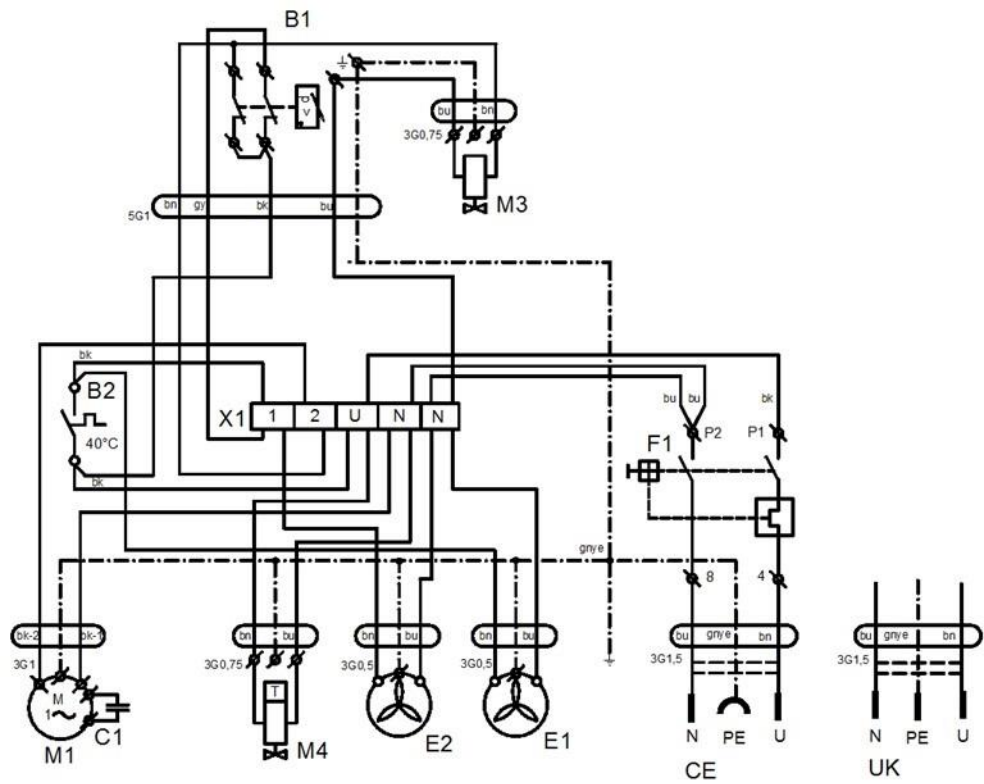 B1
bu bn
3G0,75
M3
bn gy bk bu
5G1
bk
B2
40°C
bk
X1 1 2 U N N
bu bu bk
P2 P1
F1
gnye
8 4
bk-2 bk-1
3G1
M
1
M1
C1
bn bu
3G0,75
T
M4
bn bu
3G0,5
E2
bn bu
3G0,5
E1
bu gnye bn
3G1,5
N PE U
CE
bu gnye bn
3G1,5
N PE U
UK